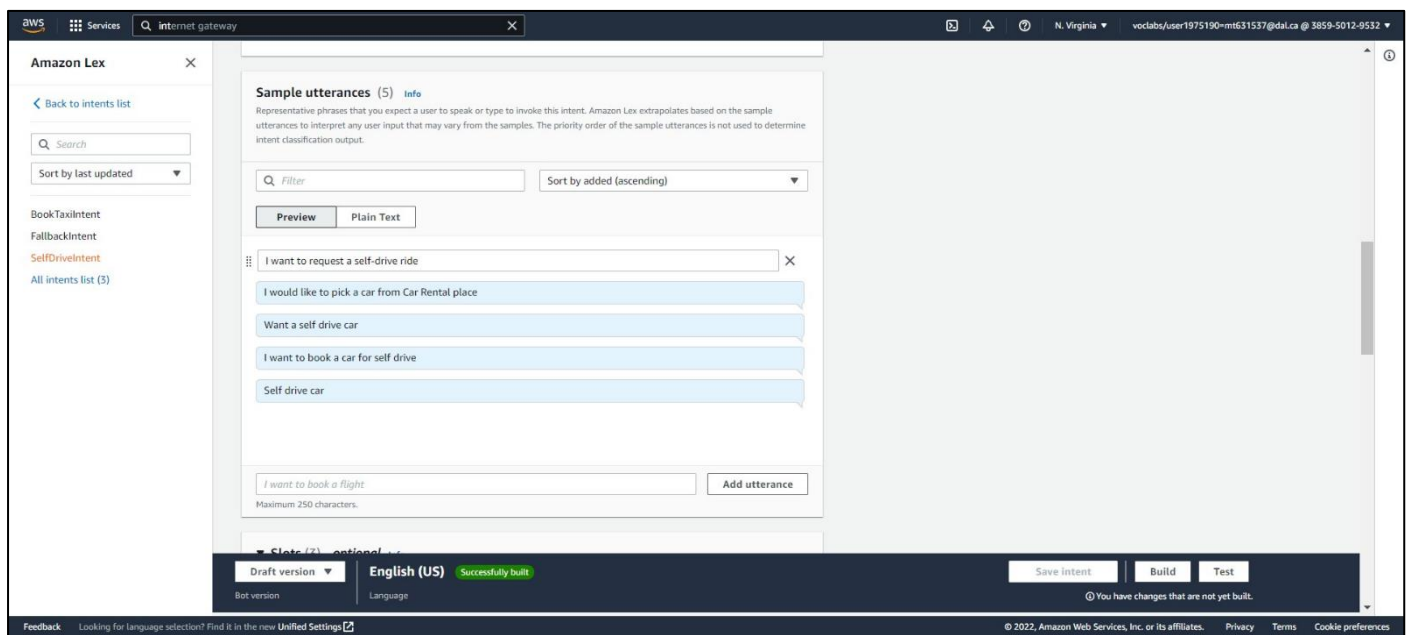 aws
Services
internet gateway
N. Virginia
voclabs/user1975190=mt631537@dal.ca @ 3859-5012-9532
Amazon Lex
Back to intents list
Search
Sort by last updated
BookTaxiIntent
FallbackIntent
SelfDriveIntent
All intents list (3)
Sample utterances (5) Info
Representative phrases that you expect a user to speak or type to invoke this intent. Amazon Lex extrapolates based on the sample
utterances to interpret any user input that may vary from the samples. The priority order of the sample utterances is not used to determine
intent classification output.
Filter
Sort by added (ascending)
Preview
Plain Text
I want to request a self-drive ride
I would like to pick a car from Car Rental place
Want a self drive car
I want to book a car for self drive
Self drive car
I want to book a flight
Add utterance
Maximum 250 characters.
Slots (3) optional
Draft version
English (US) Successfully built
Bot version
Language
Save intent
Build
Test
You have changes that are not yet built.
Feedback
Looking for language selection? Find it in the new Unified Settings
© 2022, Amazon Web Services, Inc. or its affiliates.
Privacy
Terms
Cookie preferences